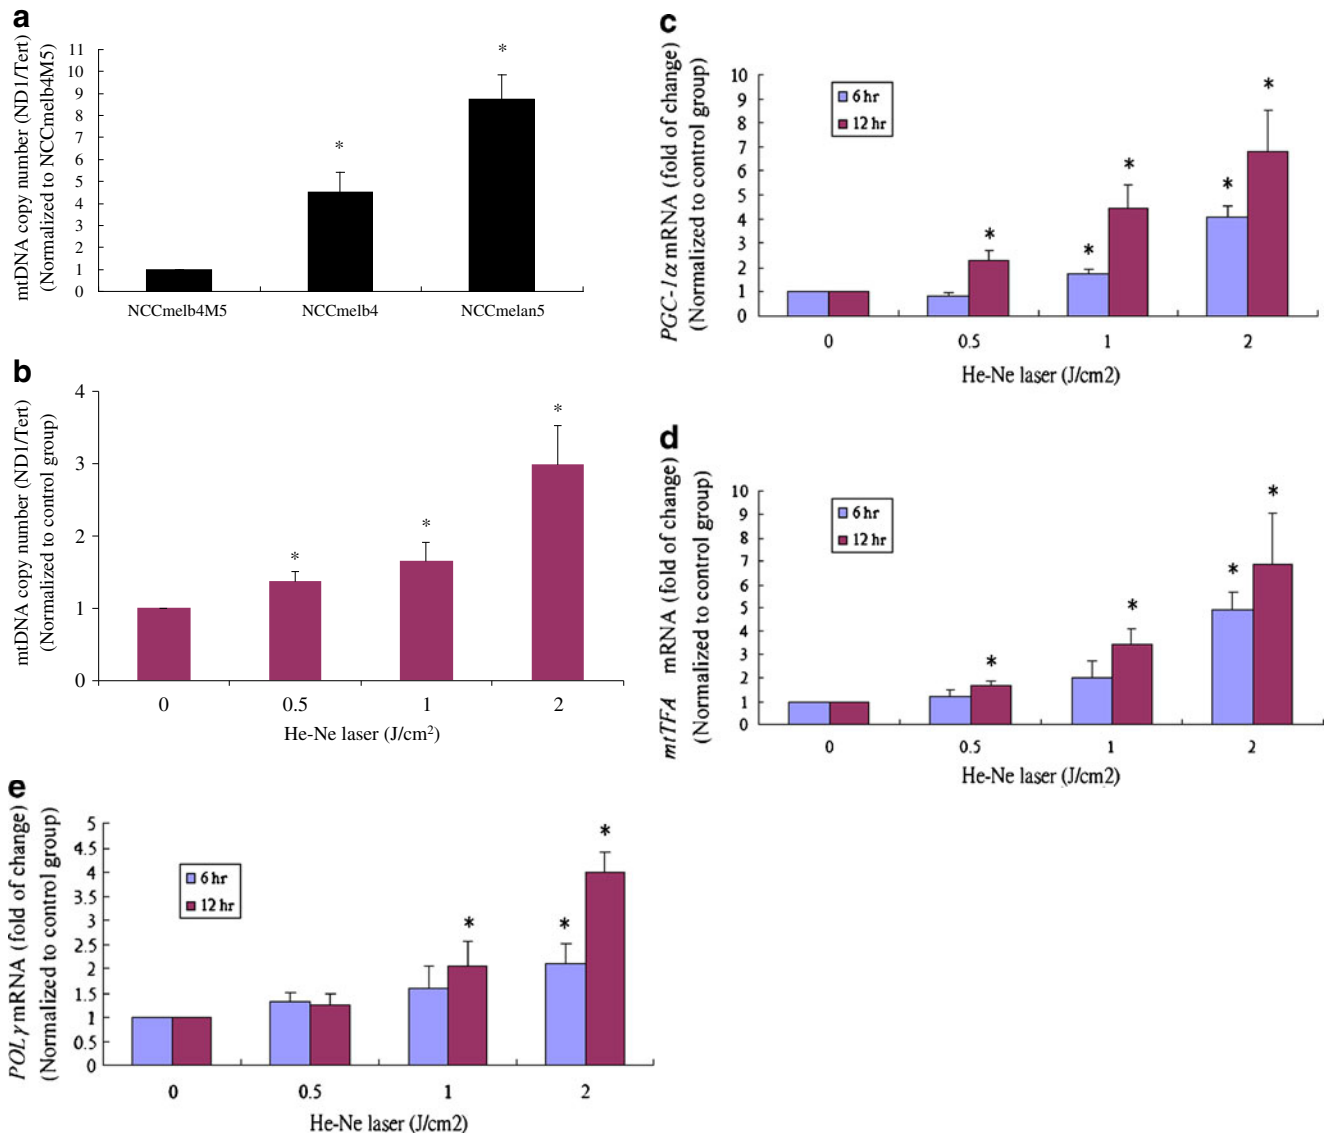 a
mtDNA copy number (ND1/Tert)
(Normalized to NCCmelb4M5)
11
10
9
8
7
6
5
4
3
2
1
0
*
*
NCCmelb4M5 NCCmelb4 NCCmelan5
b
mtDNA copy number (ND1/Tert)
(Normalized to control group)
4
3
2
1
0
*
*
*
0 0.5 1 2
He-Ne laser (J/cm²)
c
PGC-1α mRNA (fold of change)
(Normalized to control group)
10
9
8
7
6
5
4
3
2
1
0
6 hr
12 hr
*
*
*
*
*
0 0.5 1 2
He-Ne laser (J/cm2)
d
mtTFA mRNA (fold of change)
(Normalized to control group)
10
9
8
7
6
5
4
3
2
1
0
6 hr
12 hr
*
*
*
*
0 0.5 1 2
He-Ne laser (J/cm2)
e
POLγ mRNA (fold of change)
(Normalized to control group)
5
4.5
4
3.5
3
2.5
2
1.5
1
0.5
0
6 hr
12 hr
*
*
*
0 0.5 1 2
He-Ne laser (J/cm2)